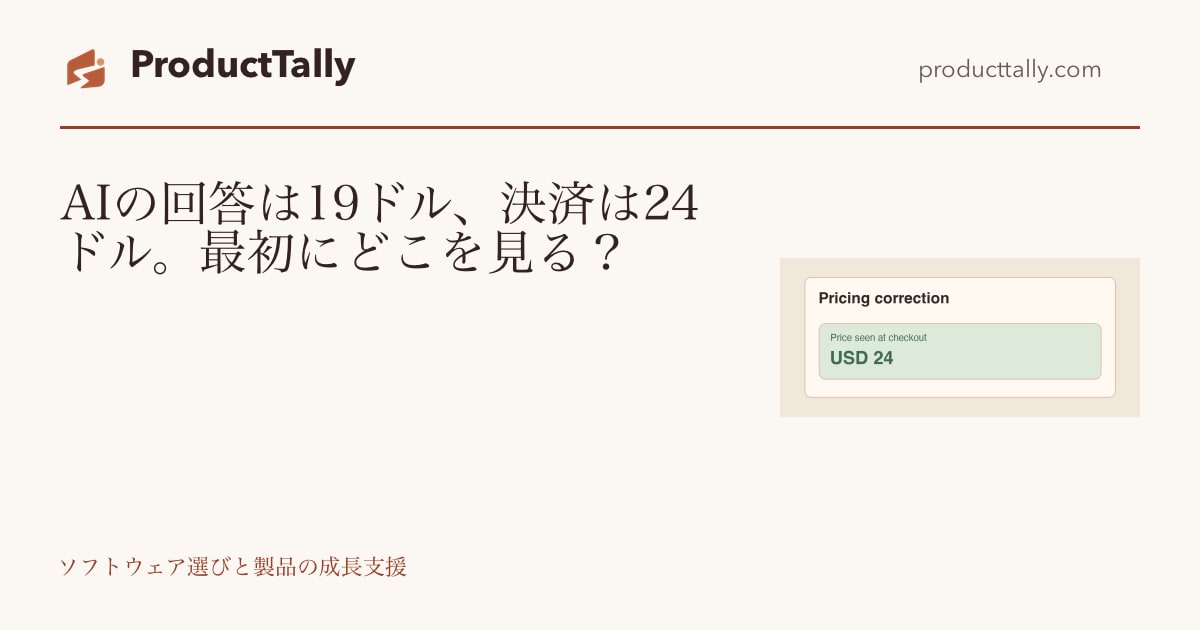 ProductTally
producttally.com
AIの回答は19ドル、決済は24
ドル。最初にどこを見る？
Pricing correction
Price seen at checkout
USD 24
ソフトウェア選びと製品の成長支援